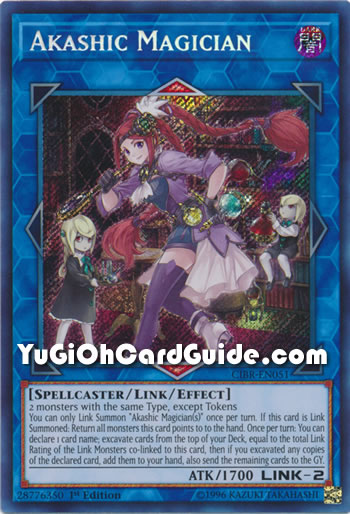 AKASHIC MAGICIAN
YuGiOhCardGuide.com
CIBR-EN051
[SPELLCASTER/LINK/EFFECT]
2 monsters with the same Type, except Tokens
You can only Link Summon "Akashic Magician(s)" once per turn. If this card is Link
Summoned: Return all monsters this card points to to the hand. Once per turn: You can
declare 1 card name; excavate cards from the top of your Deck, equal to the total Link
Rating of the Link Monsters co-linked to this card, then if you excavated any copies
of the declared card, add them to your hand, also send the remaining cards to the GY.
ATK/1700 LINK-2
28776350 1st Edition
©1996 KAZUKI TAKAHASHI